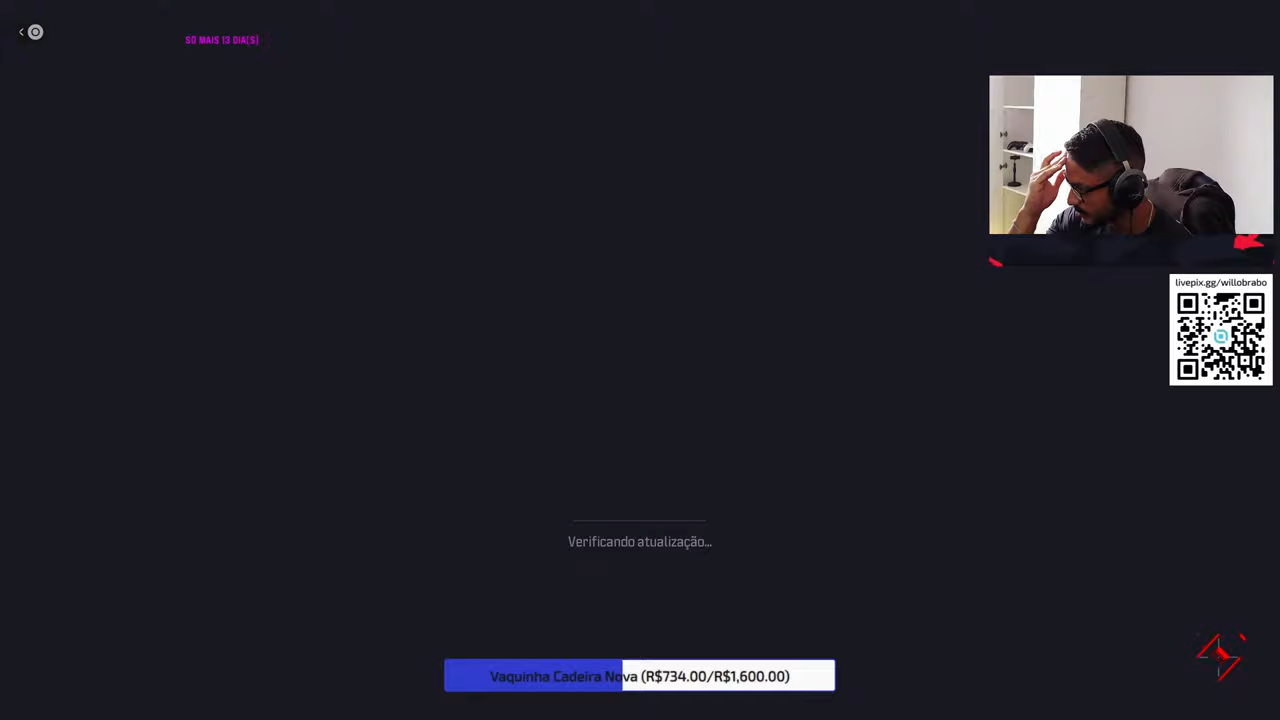 SÓ MAIS 13 DIA(S)
livepix.gg/willobrabo
Verificando atualização...
Vaquinha Cadeira Nova (R$734.00/R$1,600.00)